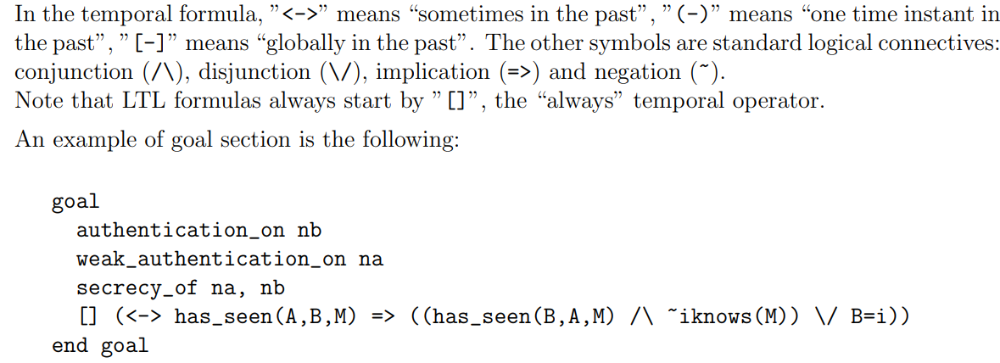 In the temporal formula, ”<->” means “sometimes in the past”, ”(-)” means “one time instant in
the past”, ”[-]” means “globally in the past”. The other symbols are standard logical connectives:
conjunction (/\), disjunction (\/), implication (=>) and negation (~).
Note that LTL formulas always start by ”[]”, the “always” temporal operator.
An example of goal section is the following:
goal
authentication_on nb
weak_authentication_on na
secrecy_of na, nb
[] (<-> has_seen(A,B,M) => ((has_seen(B,A,M) /\ ~iknows(M)) \/ B=i))
end goal